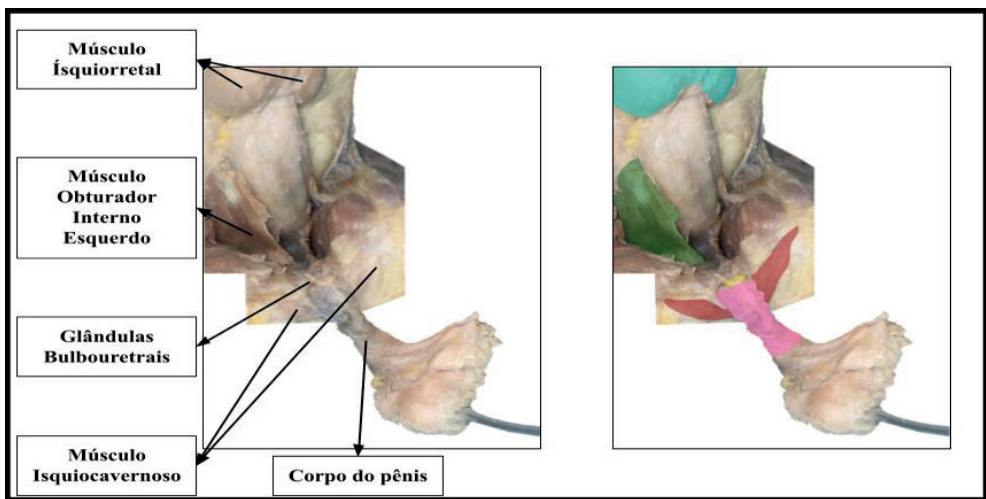 Músculo
Ísquiorretal
Músculo
Obturador
Interno
Esquerdo
Glândulas
Bulbouretrais
Músculo
Isquiocavernoso
Corpo do pênis